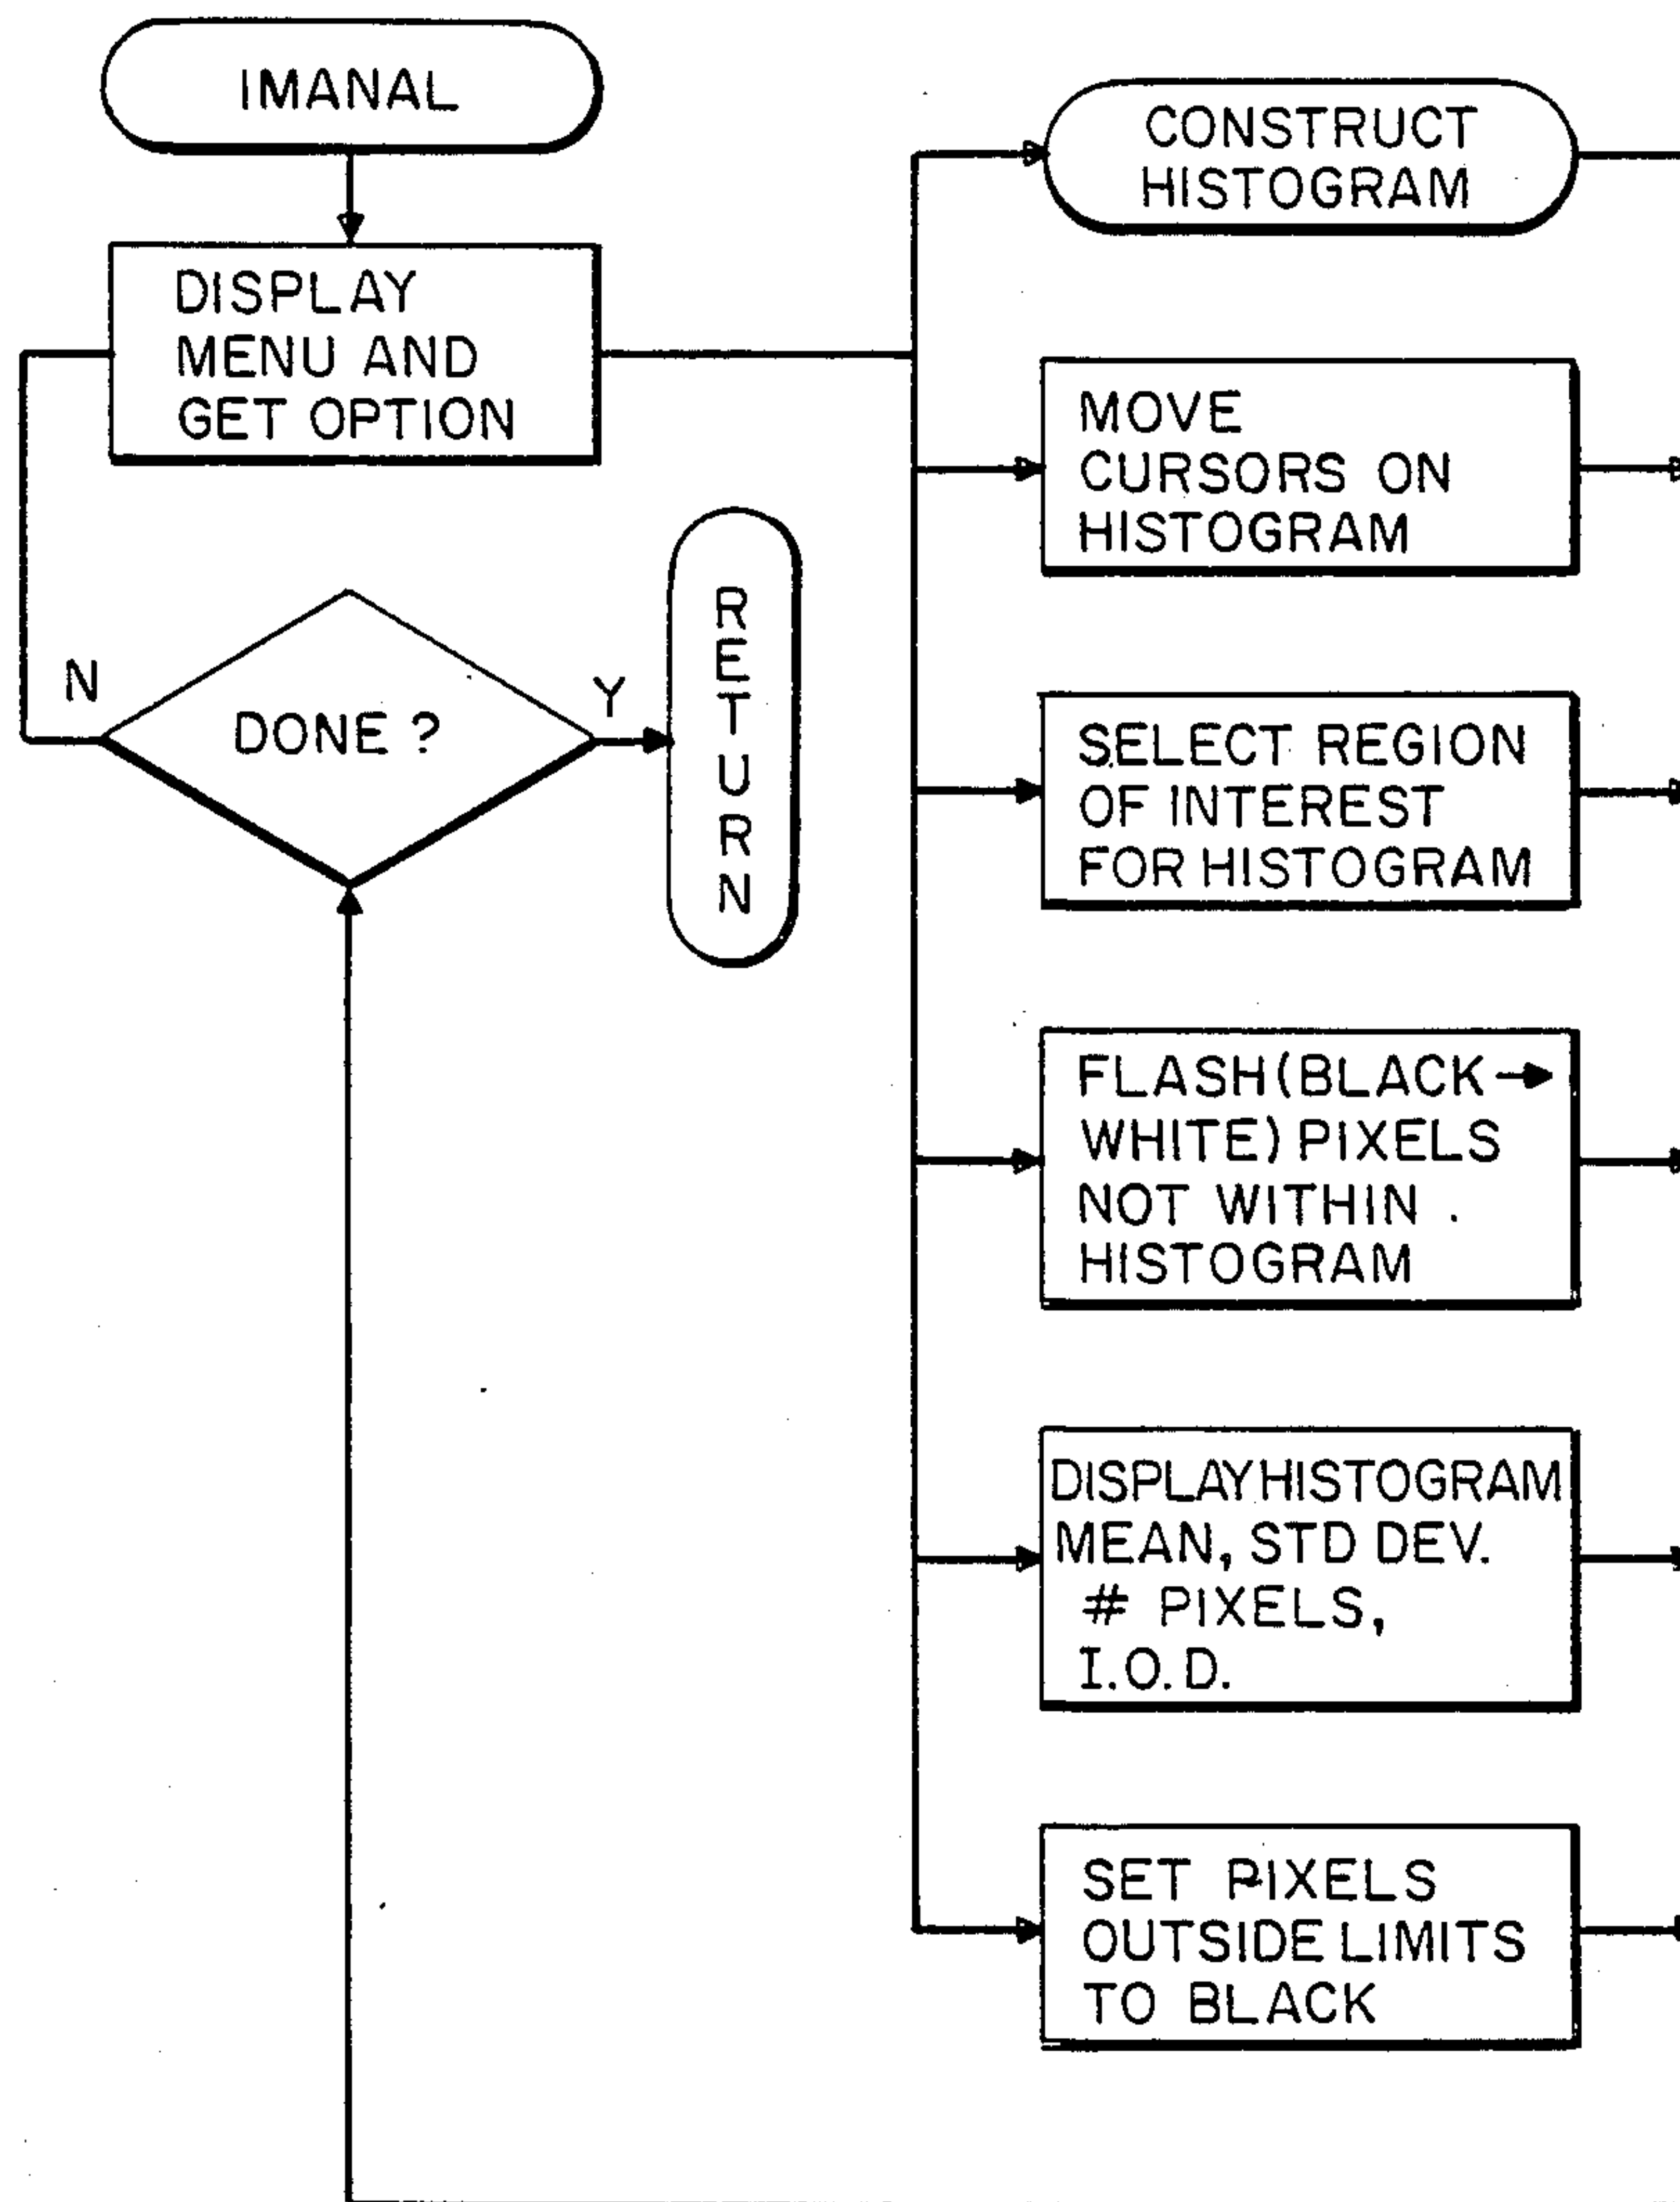 IMANAL
DISPLAY
MENU AND
GET OPTION
N
DONE ?
Y
RETURN
CONSTRUCT
HISTOGRAM
MOVE
CURSORS ON
HISTOGRAM
SELECT REGION
OF INTEREST
FOR HISTOGRAM
FLASH (BLACK→
WHITE) PIXELS
NOT WITHIN
HISTOGRAM
DISPLAY HISTOGRAM
MEAN, STD DEV.
# PIXELS,
I.O.D.
SET PIXELS
OUTSIDE LIMITS
TO BLACK